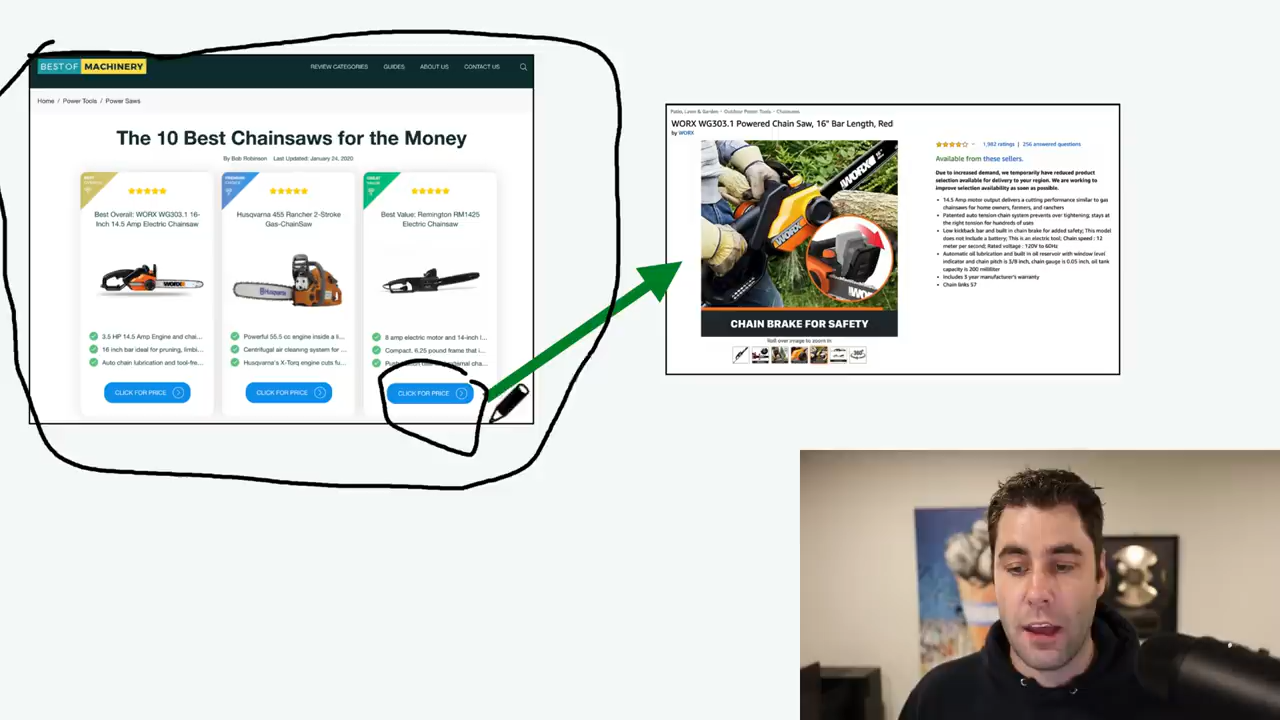 BEST OF MACHINERY
REVIEW CATEGORIES GUIDES ABOUT US CONTACT US
Home / Power Tools / Power Saws
The 10 Best Chainsaws for the Money
By Bob Robinson Last Updated: January 24, 2020
Best Overall: WORX WG303.1 16-
Inch 14.5 Amp Electric Chainsaw
3.5 HP 14.5 Amp Engine and chai...
16 inch bar ideal for pruning, limbi...
Auto chain lubrication and tool-fre...
CLICK FOR PRICE
Husqvarna 455 Rancher 2-Stroke
Gas-ChainSaw
Husqvarna
Powerful 55.5 cc engine inside a li...
Centrifugal air cleaning system for ...
Husqvarna's X-Torq engine cuts fu...
CLICK FOR PRICE
Best Value: Remington RM1425
Electric Chainsaw
8 amp electric motor and 14-inch l...
Compact, 6.25 pound frame that i...
CLICK FOR PRICE
Patio, Lawn & Garden › Outdoor Power Tools › Chainsaws
WORX WG303.1 Powered Chain Saw, 16" Bar Length, Red
by WORX
WORX
CHAIN BRAKE FOR SAFETY
Roll over image to zoom in
360°
1,982 ratings | 256 answered questions
Available from these sellers.
Due to increased demand, we temporarily have reduced product
selection available for delivery to your region. We are working to
improve selection availability as soon as possible.
14.5 Amp motor output delivers a cutting performance similar to gas
chainsaws for home owners, farmers, and ranchers
Patented auto tension chain system prevents over tightening; stays at
the right tension for hundreds of uses
Low kickback bar and built in chain brake for added safety; This model
does not include a battery; This is an electric tool; Chain speed : 12
meter per second; Rated voltage : 120V to 60Hz
Automatic oil lubrication and built in oil reservoir with window level
indicator and chain pitch is 3/8 inch, chain gauge is 0.05 inch, oil tank
capacity is 200 milliliter
Includes 3 year manufacturer's warranty
Chain links 57